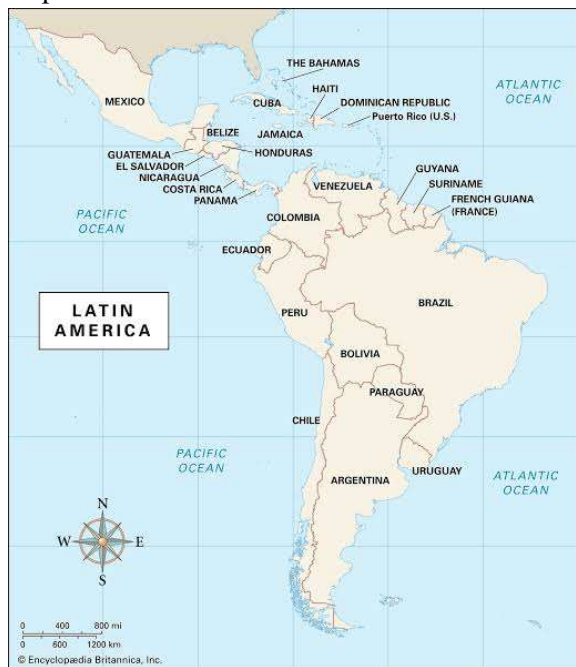 THE BAHAMAS
ATLANTIC
OCEAN
MEXICO
CUBA
HAITI
DOMINICAN REPUBLIC
Puerto Rico (U.S.)
BELIZE
JAMAICA
GUATEMALA
HONDURAS
EL SALVADOR
NICARAGUA
COSTA RICA
PANAMA
VENEZUELA
GUYANA
SURINAME
FRENCH GUIANA
(FRANCE)
COLOMBIA
PACIFIC
OCEAN
ECUADOR
LATIN
AMERICA
PERU
BRAZIL
BOLIVIA
PARAGUAY
CHILE
PACIFIC
OCEAN
ARGENTINA
URUGUAY
ATLANTIC
OCEAN
N
W E
S
0 400 800 mi
0 600 1200 km
© Encyclopædia Britannica, Inc.